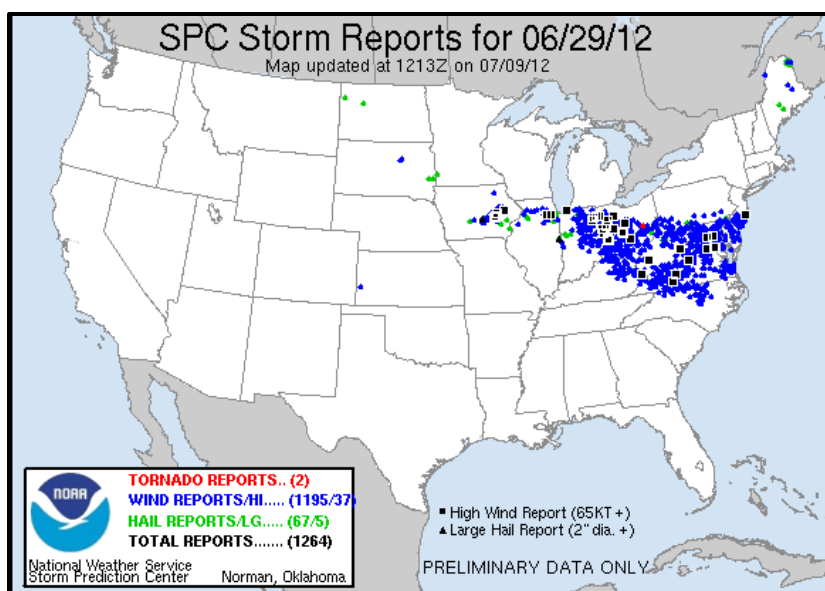 SPC Storm Reports for 06/29/12
Map updated at 1213Z on 07/09/12
NOAA
TORNADO REPORTS.. (2)
WIND REPORTS/HI..... (1195/37)
HAIL REPORTS/LG..... (67/5)
TOTAL REPORTS....... (1264)
National Weather Service
Storm Prediction Center Norman, Oklahoma
High Wind Report (65KT +)
Large Hail Report (2" dia. +)
PRELIMINARY DATA ONLY